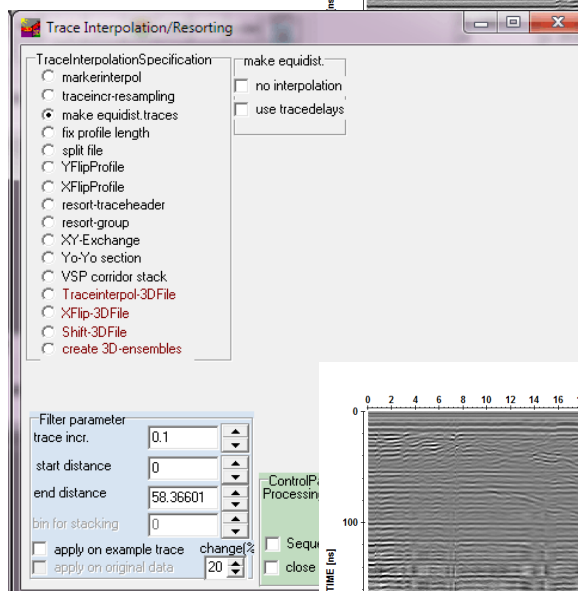 [ns]
Trace Interpolation/Resorting
TraceInterpolationSpecification
markerinterpol
traceincr-resampling
make equidist.traces
fix profile length
split file
YFlipProfile
XFlipProfile
resort-traceheader
resort-group
XY-Exchange
Yo-Yo section
VSP corridor stack
Traceinterpol-3DFile
XFlip-3DFile
Shift-3DFile
create 3D-ensembles
make equidist.
no interpolation
use tracedelays
Filter parameter
trace incr. 0.1
start distance 0
end distance 58.36601
bin for stacking 0
apply on example trace change(%
apply on original data 20
ControlPa
Processing
Seque
close
0 2 4 6 8 10 12 14 16
0
100
TIME [ns]